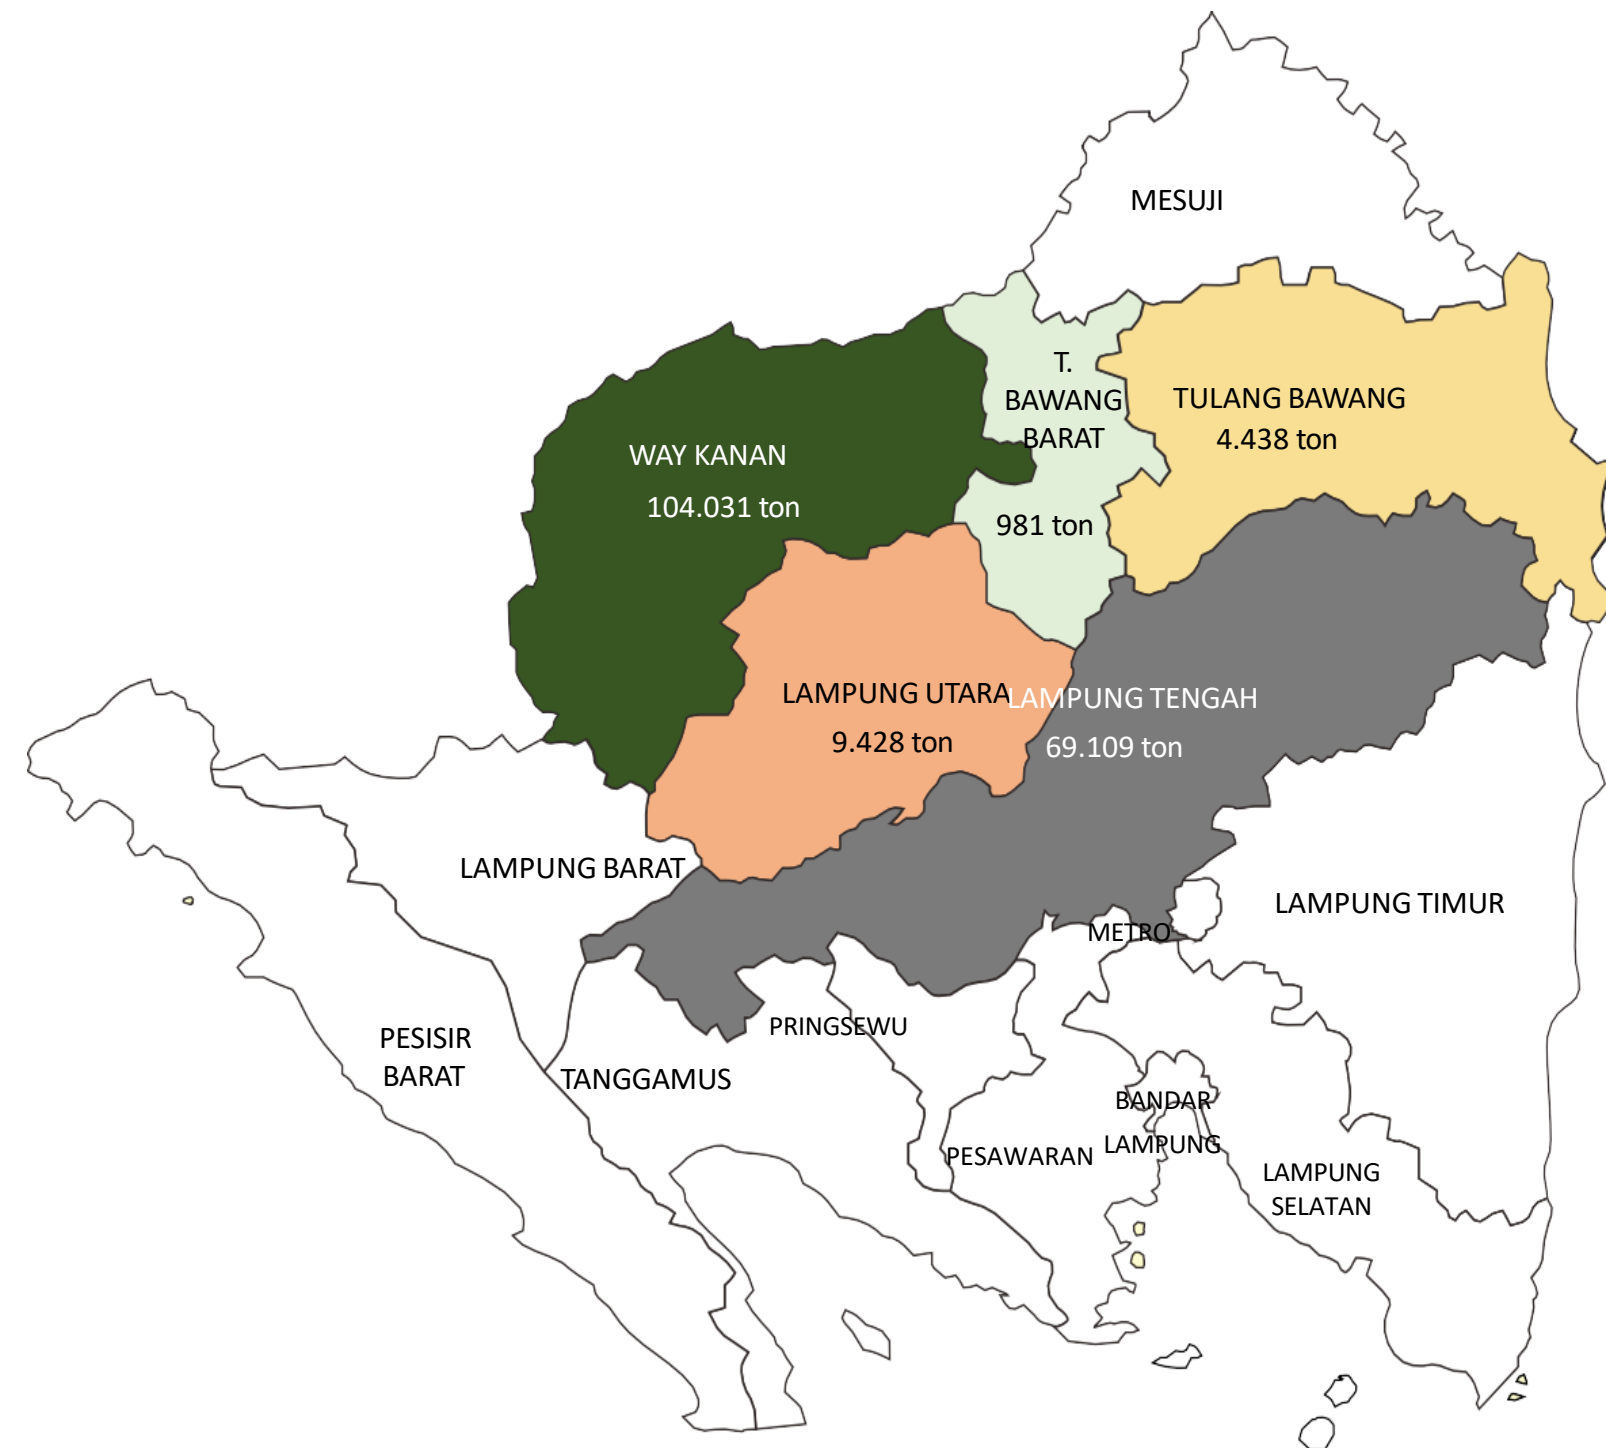 MESUJI
T.
BAWANG
BARAT
981 ton
TULANG BAWANG
4.438 ton
WAY KANAN
104.031 ton
LAMPUNG UTARA
9.428 ton
LAMPUNG TENGAH
69.109 ton
LAMPUNG BARAT
LAMPUNG TIMUR
METRO
PRINGSEWU
PESISIR
BARAT
TANGGAMUS
BANDAR
LAMPUNG
PESAWARAN
LAMPUNG
SELATAN